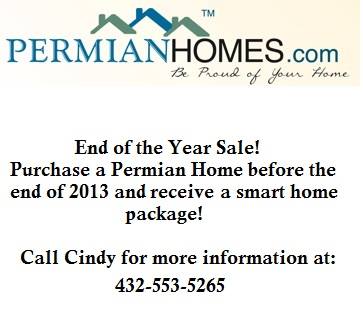 ™
PERMIANHOMES.com
Be Proud of Your Home
End of the Year Sale!
Purchase a Permian Home before the
end of 2013 and receive a smart home
package!
Call Cindy for more information at:
432-553-5265